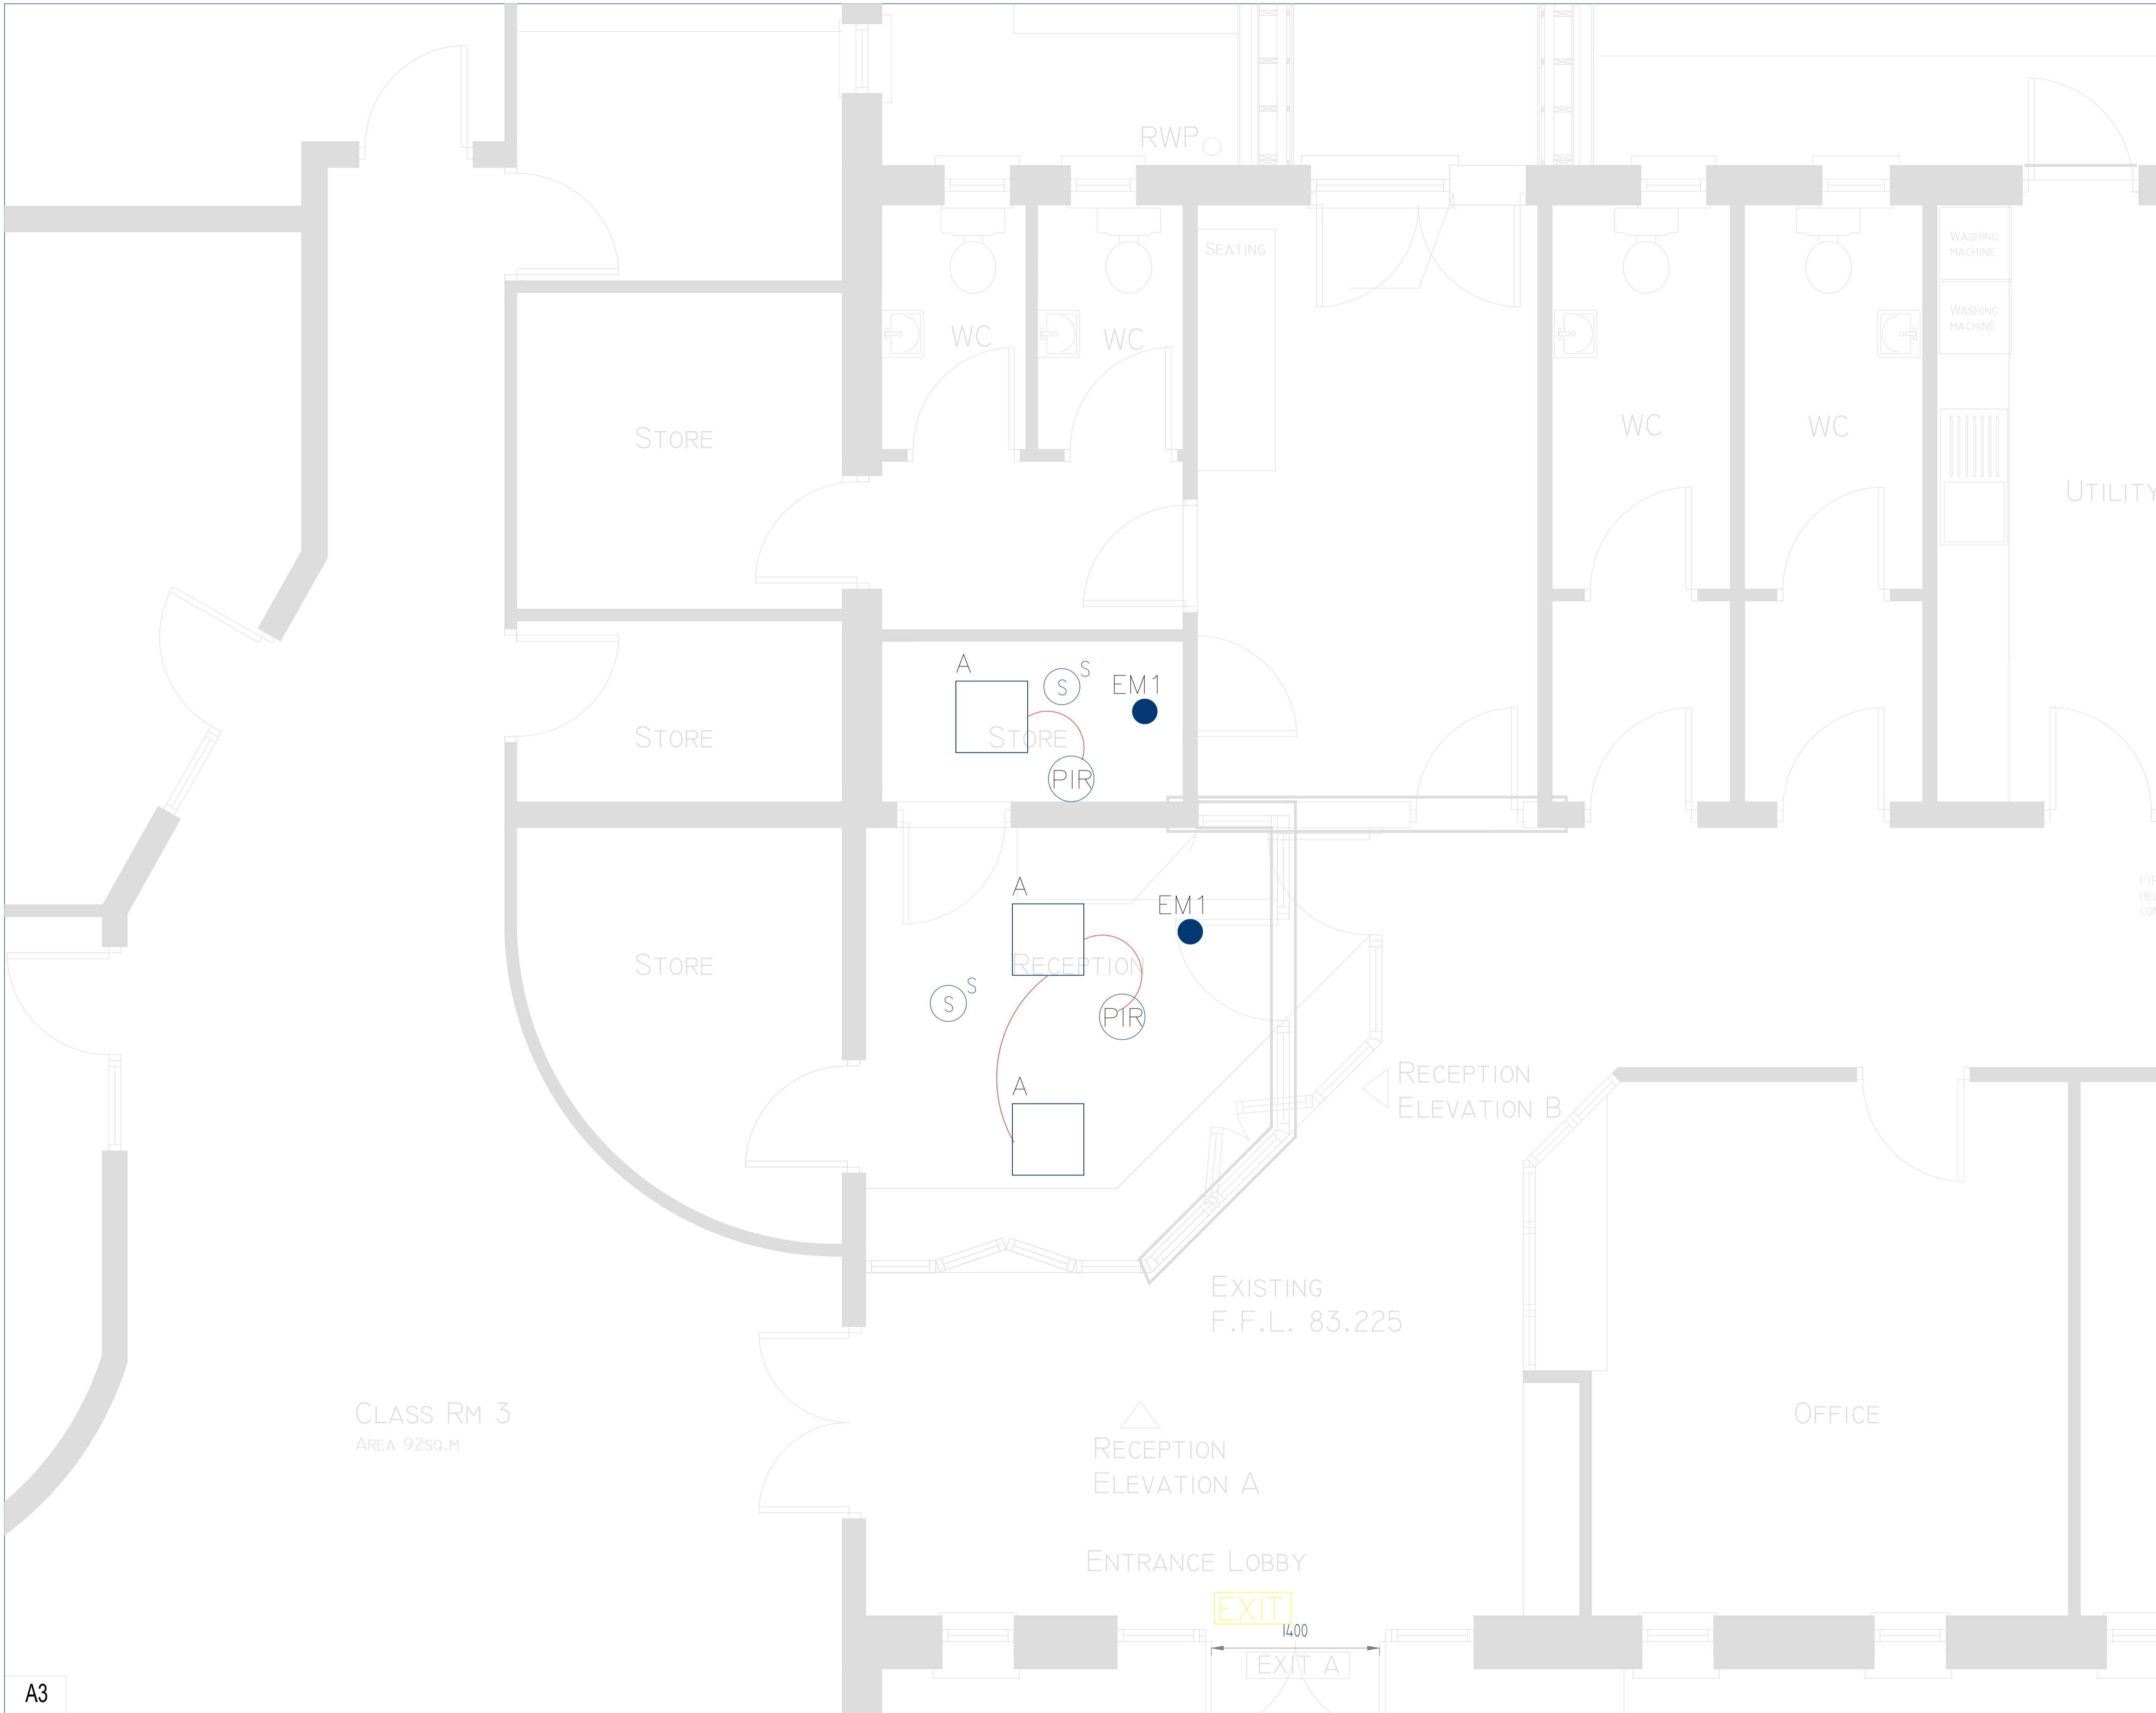 RWP
SEATING
WASHING
MACHINE
WASHING
MACHINE
WC
WC
WC
WC
STORE
UTILITY
A
S
S
EM1
STORE
STORE
PIR
A
EM1
STORE
RECEPTION
S
S
PIR
A
RECEPTION
ELEVATION B
EXISTING
F.F.L. 83.225
CLASS RM 3
AREA 92SQ.M
OFFICE
RECEPTION
ELEVATION A
ENTRANCE LOBBY
EXIT
1400
EXIT A
A3